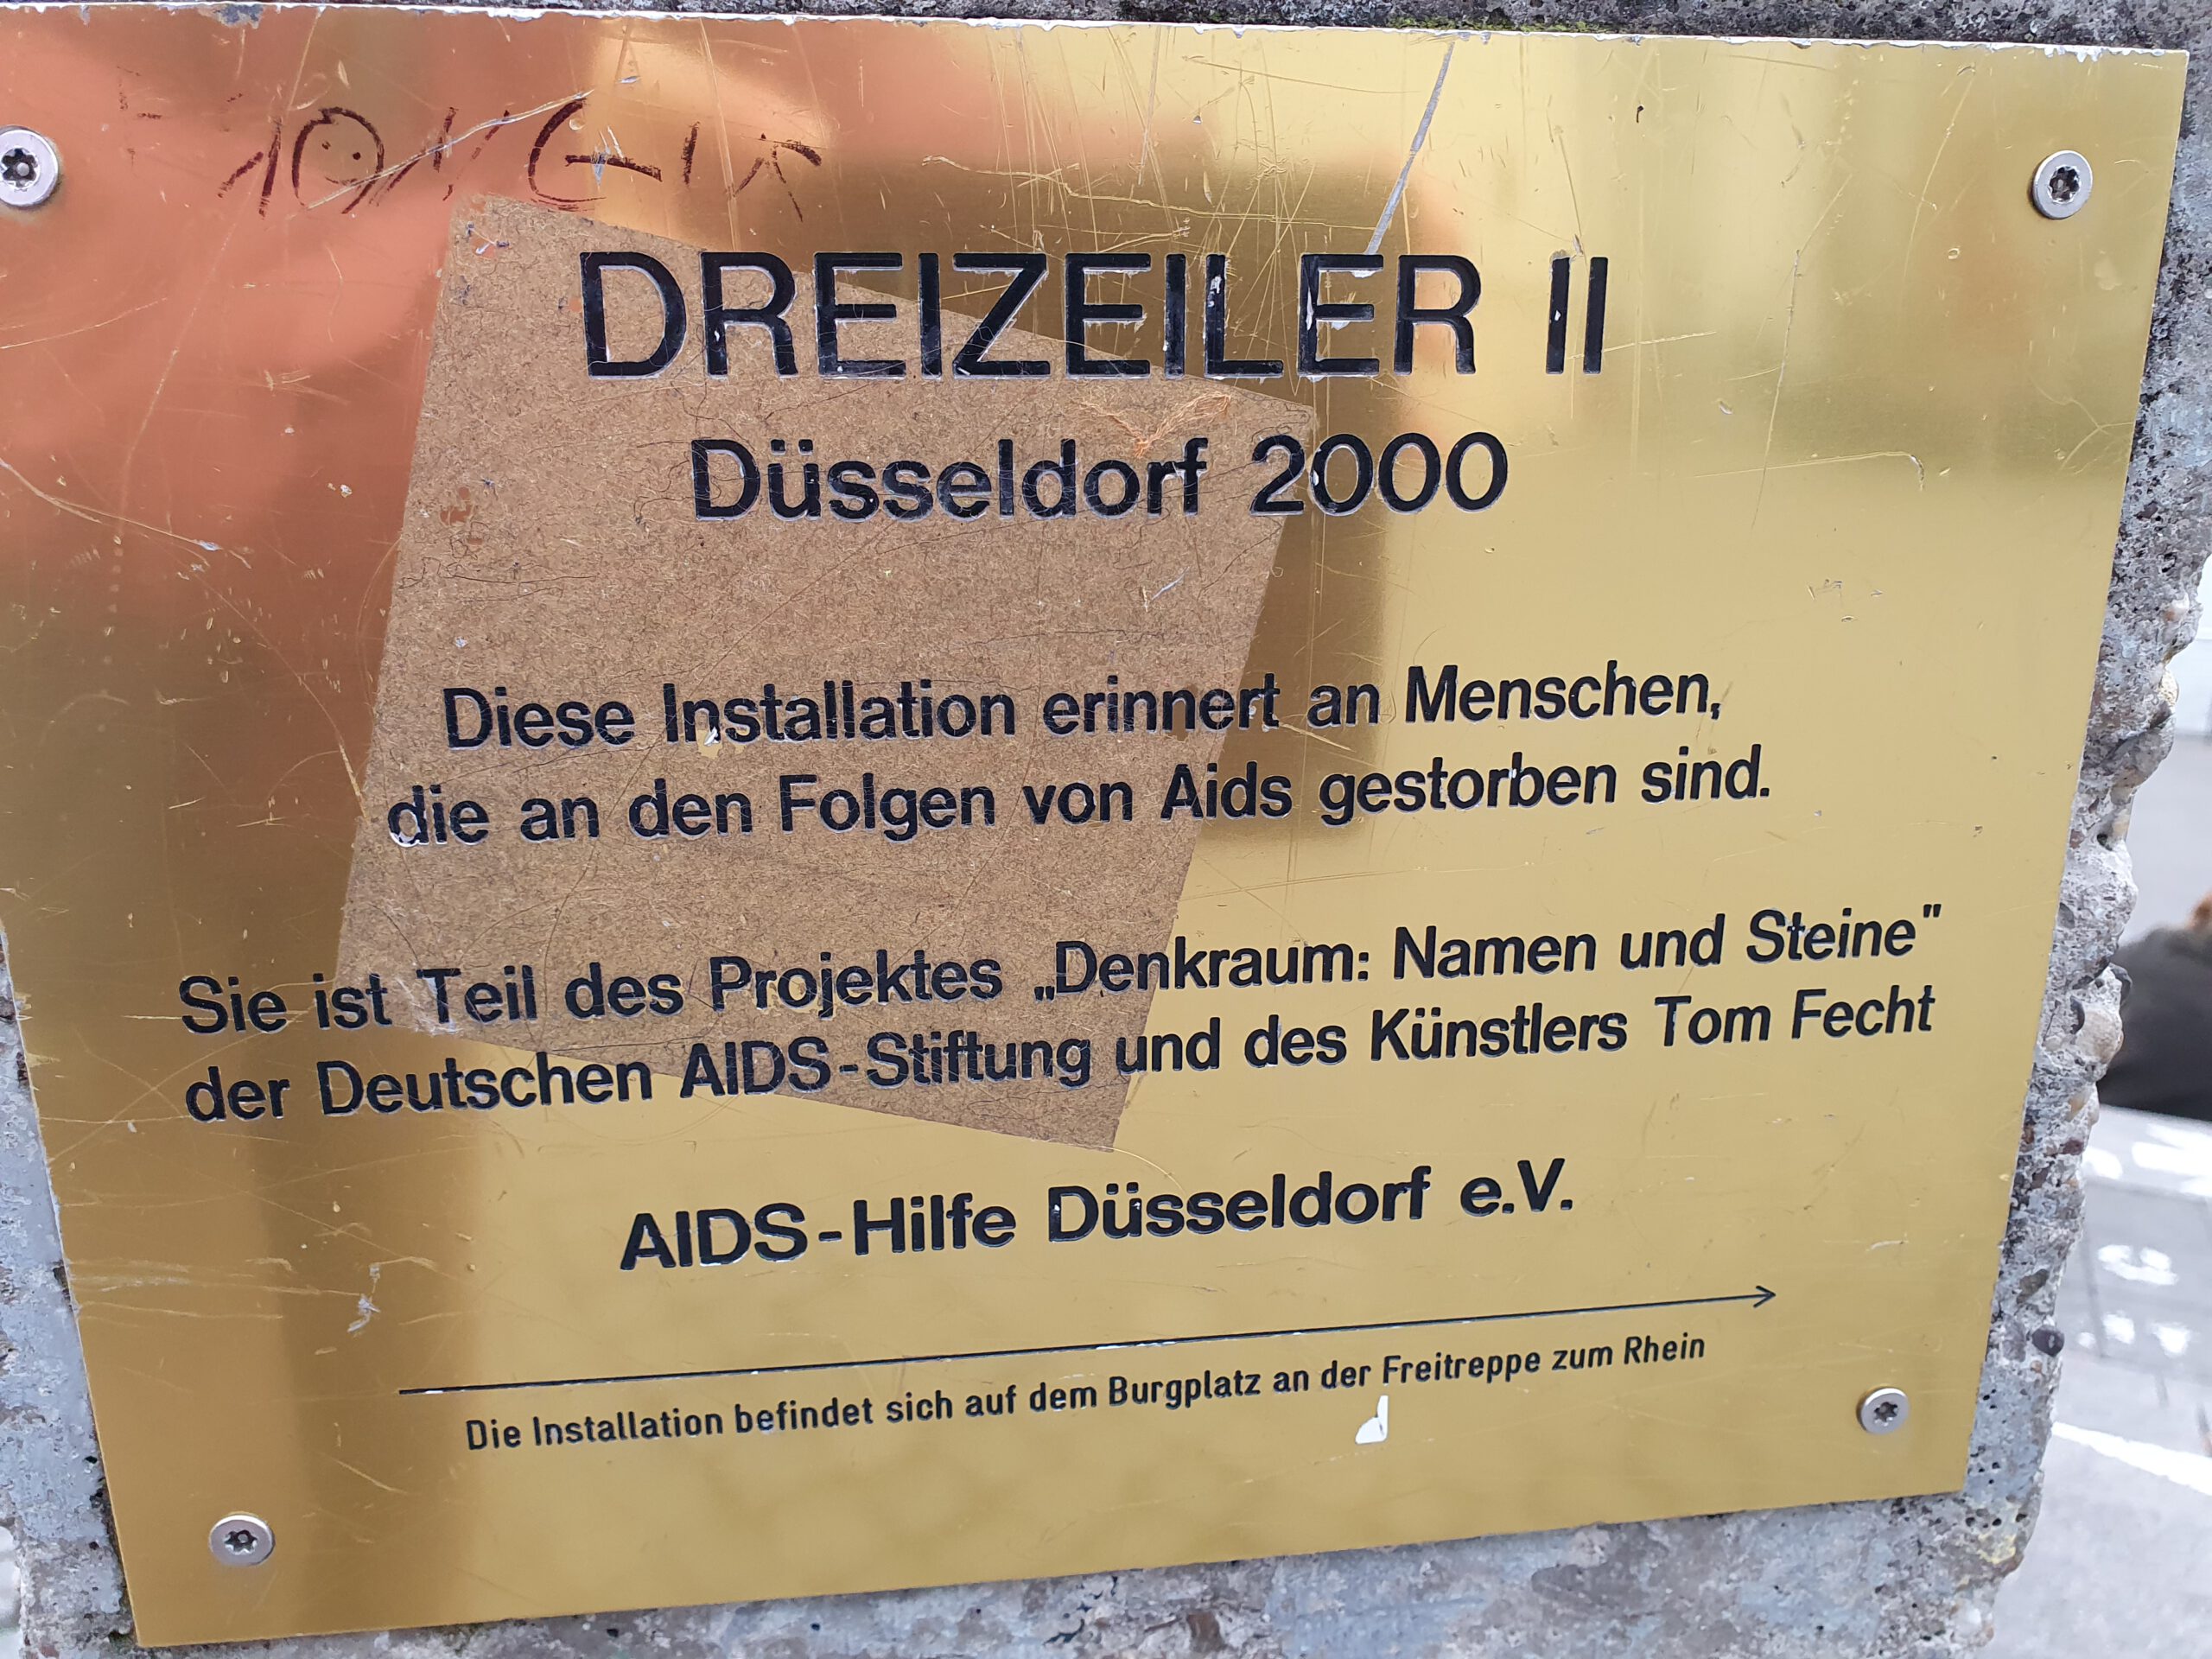 DREIZEILER II
Düsseldorf 2000
Diese Installation erinnert an Menschen,
die an den Folgen von Aids gestorben sind.
Sie ist Teil des Projektes „Denkraum: Namen und Steine"
der Deutschen AIDS-Stiftung und des Künstlers Tom Fecht
AIDS-Hilfe Düsseldorf e.V.
Die Installation befindet sich auf dem Burgplatz an der Freitreppe zum Rhein